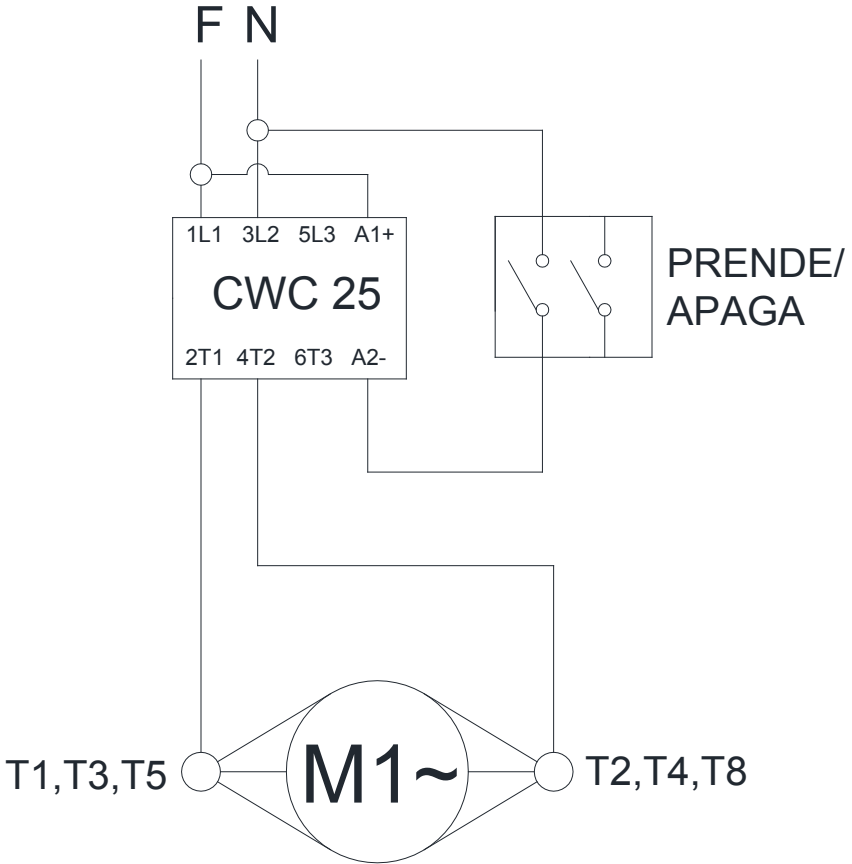 F N
1L1 3L2 5L3 A1+
CWC 25
2T1 4T2 6T3 A2-
PRENDE/
APAGA
T1,T3,T5
M1~
T2,T4,T8